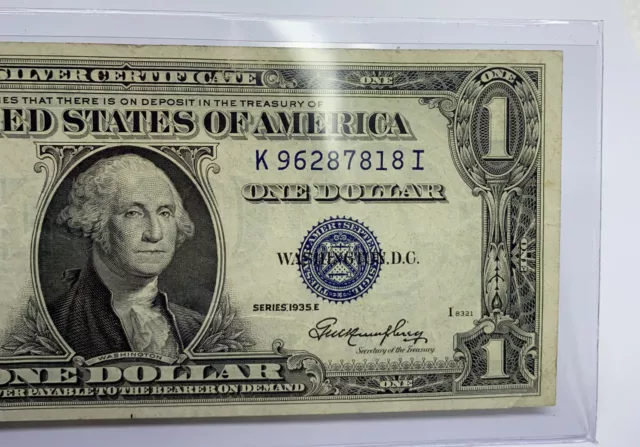 SILVER CERTIFICATE
ONE
ONE
IES THAT THERE IS ON DEPOSIT IN THE TREASURY OF
ED STATES OF AMERICA
1
K 96287818 I
ONE DOLLAR
WASHINGTON, D.C.
ONE
SERIES 1935 E
I 8321
Secretary of the Treasury
WASHINGTON
1
ONE DOLLAR
VER PAYABLE TO THE BEARER ON DEMAND
ONE